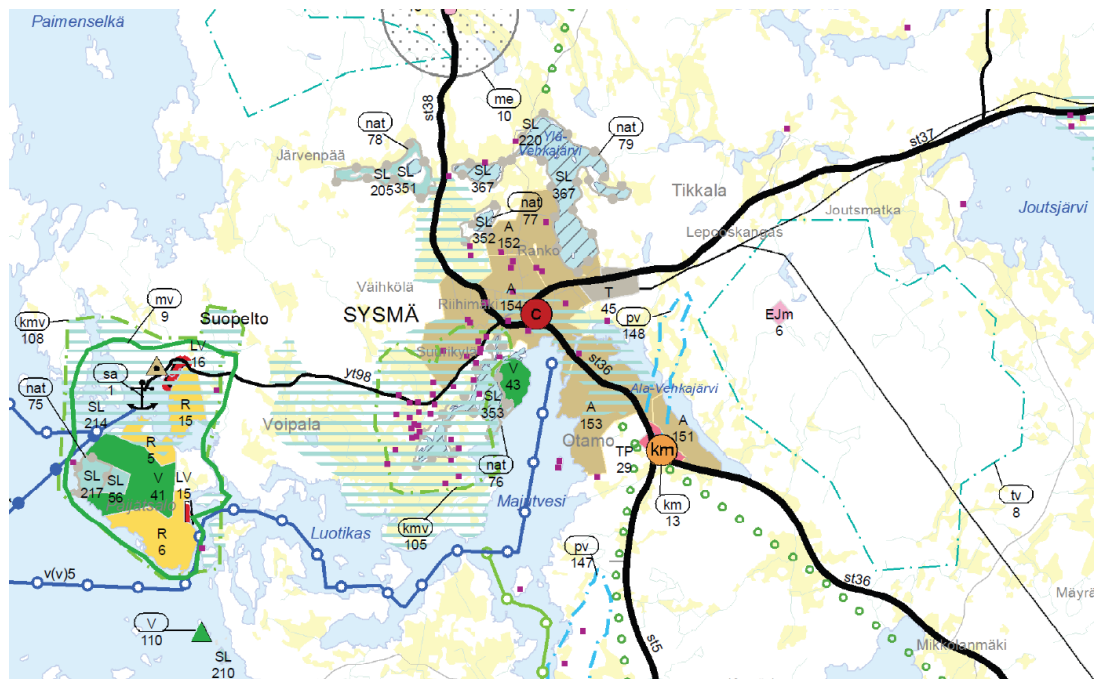 Paimenselkä
me
10
st38
nat
78
SL
220
Ylä-
Vehkajärvi
nat
79
st37
Järvenpää
SL
205
SL
351
SL
367
SL
367
Tikkala
nat
77
SL
352
A
152
Ranko
Joutsmatka
Joutsjärvi
Lepposkangas
mv
9
Väihkölä
A
154
T
45
EJm
6
kmv
108
Suopelto
SYSMÄ
Riihimäki
C
pv
148
LV
16
Suurikylä
st36
sa
1
yt98
V
43
Ala-Vehkajärvi
nat
75
SL
214
R
15
SL
353
A
153
A
151
Voipala
Otamo
R
5
TP
29
km
SL
217
SL
56
V
41
LV
15
nat
76
Majutvesi
km
13
tv
8
R
6
Luotikas
kmv
105
pv
147
v(v)5
st36
Mäyrä
V
110
st5
Mikkolanmäki
SL
210